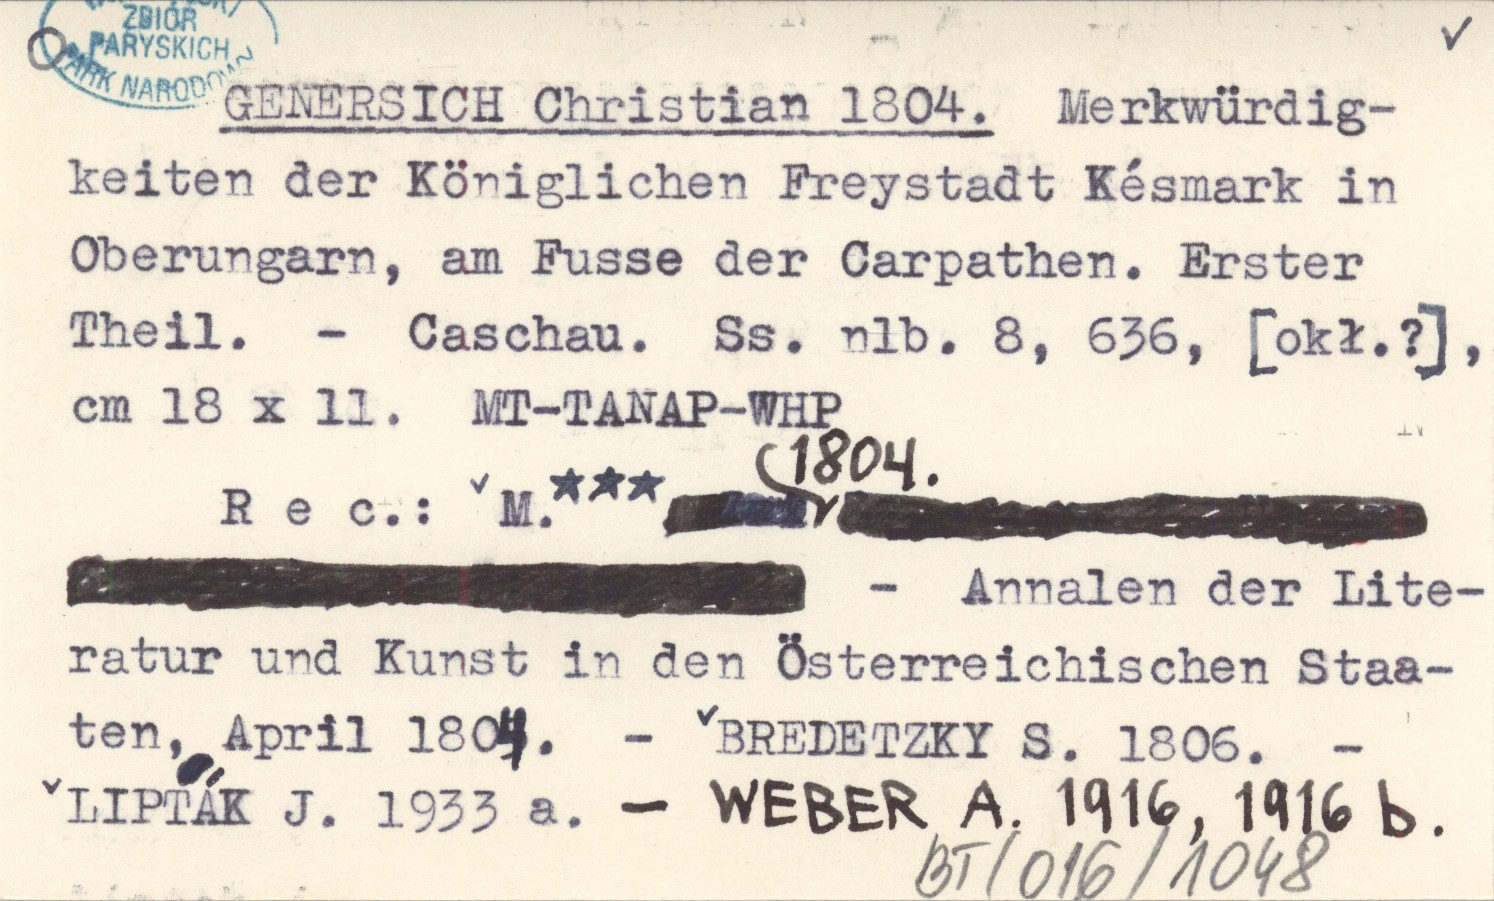 ZBIÓR
PARYSKICH
PARK NARODOWY
GENERSICH Christian 1804. Merkwürdig-
keiten der Königlichen Freystadt Késmark in
Oberungarn, am Fusse der Carpathen. Erster
Theil. - Caschau. Ss. nlb. 8, 636, [okł.?],
cm 18 x 11. MT-TANAP-WHP
1804.
R e c.: M.***
- Annalen der Lite-
ratur und Kunst in den Österreichischen Staa-
ten, April 1804. - BREDETZKY S. 1806. -
LIPTÁK J. 1933 a. - WEBER A. 1916, 1916 b.
BT/016/1048